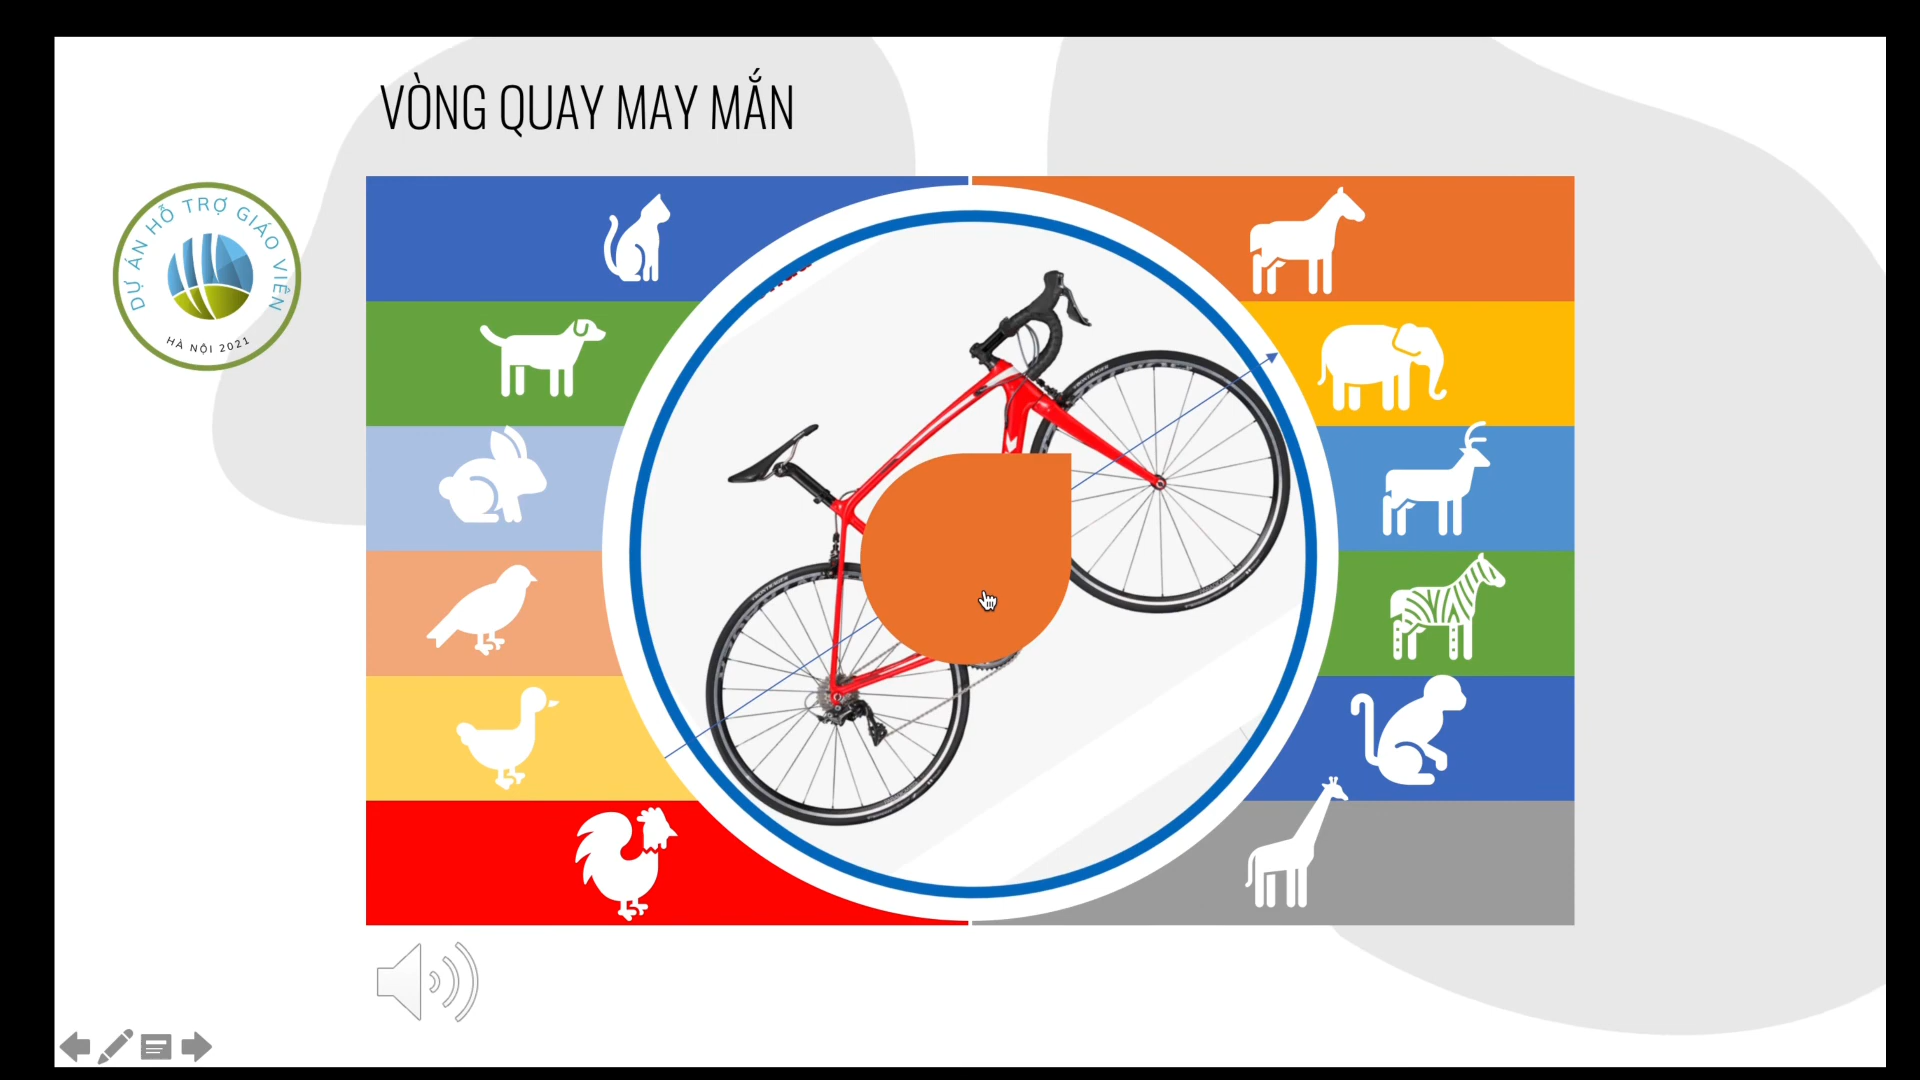 VÒNG QUAY MAY MẮN
DỰ ÁN HỖ TRỢ GIÁO VIÊN
HÀ NỘI 2021